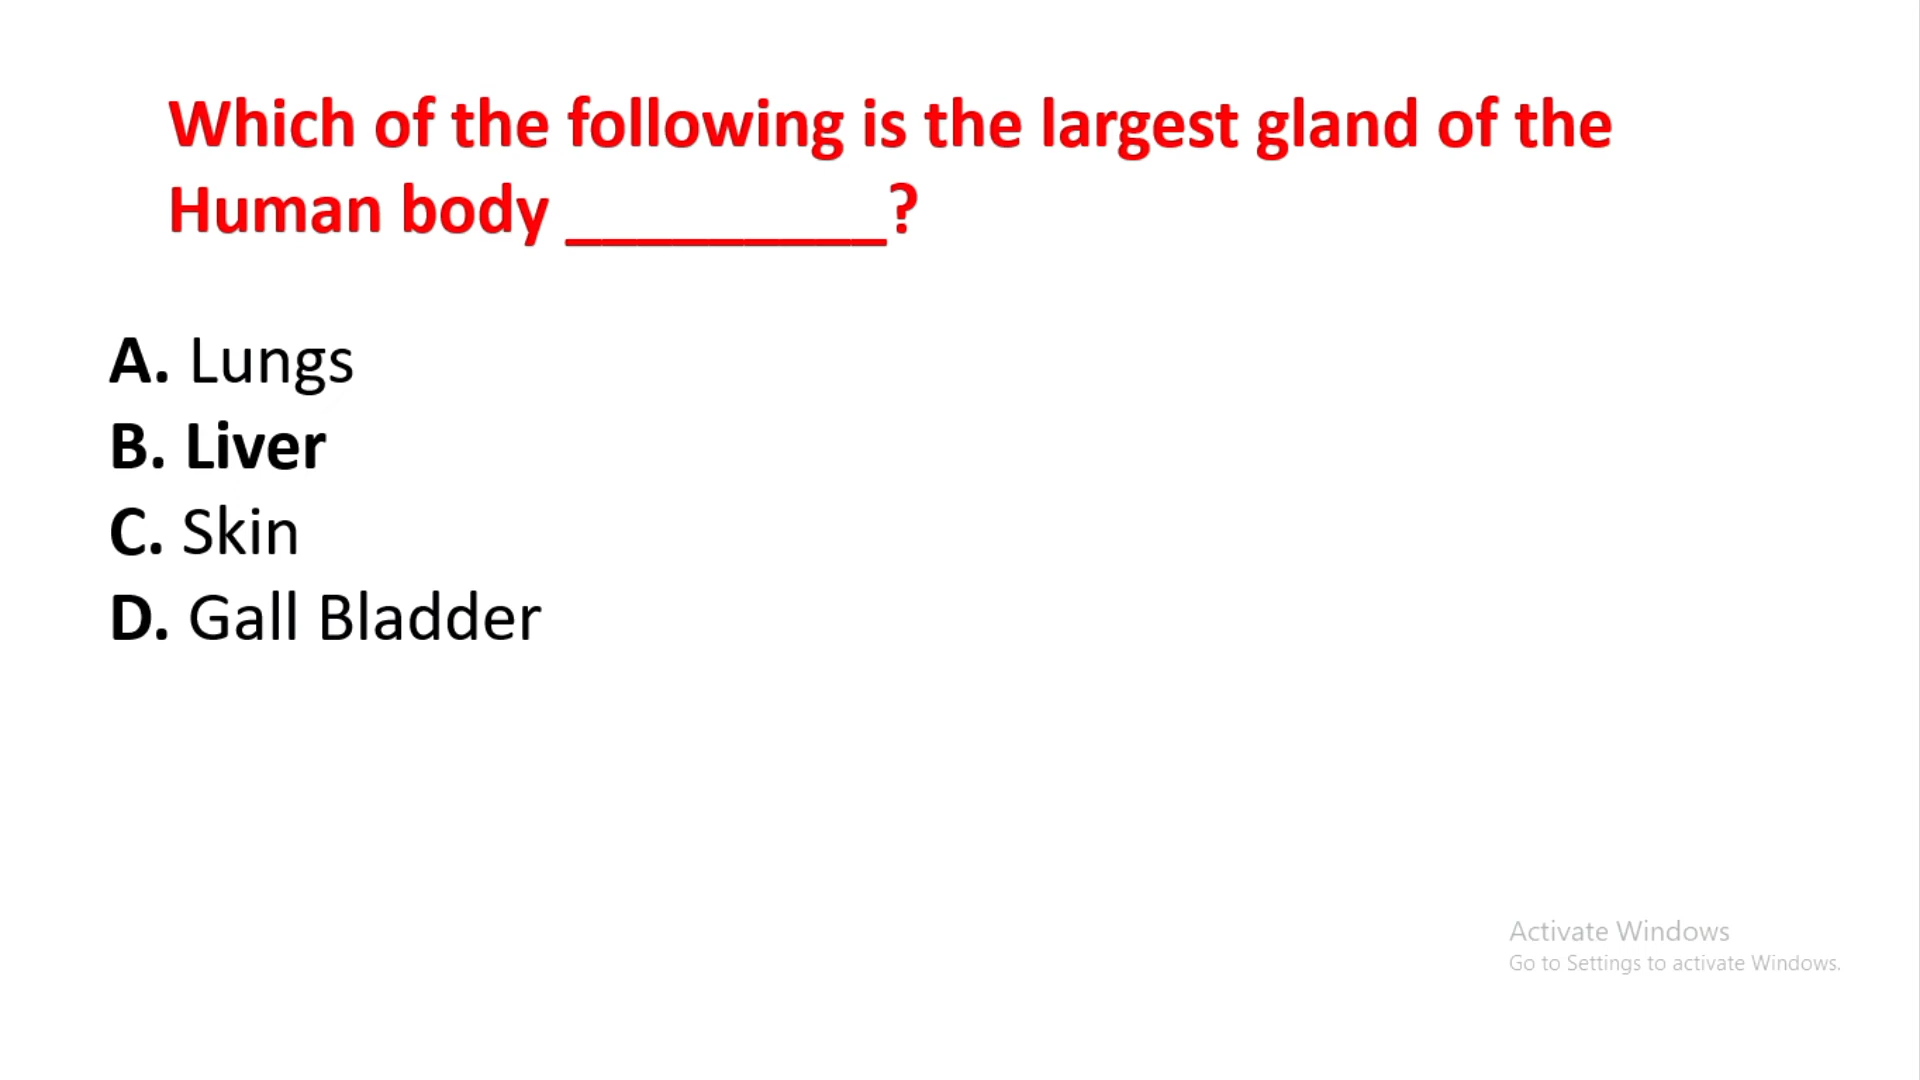 Which of the following is the largest gland of the
Human body _________?
A. Lungs
B. Liver
C. Skin
D. Gall Bladder
Activate Windows
Go to Settings to activate Windows.